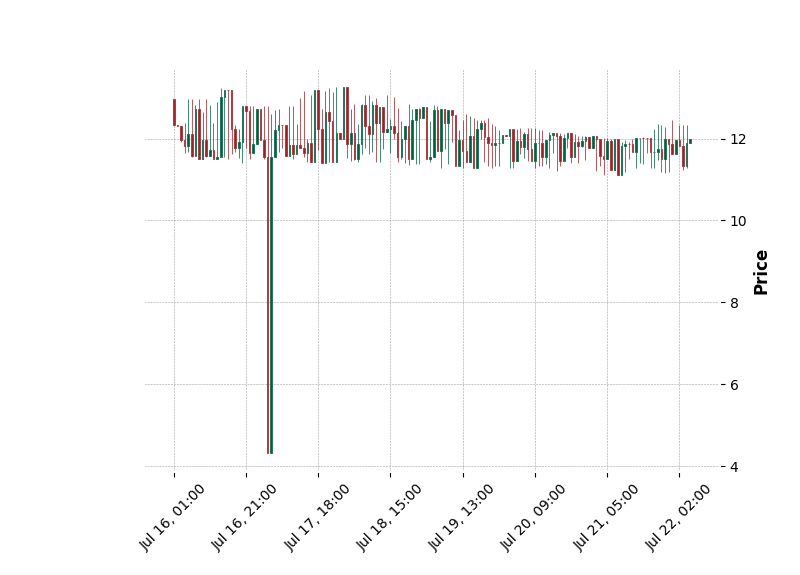 12
10
8
6
4
Price
Jul 16, 01:00
Jul 16, 21:00
Jul 17, 18:00
Jul 18, 15:00
Jul 19, 13:00
Jul 20, 09:00
Jul 21, 05:00
Jul 22, 02:00